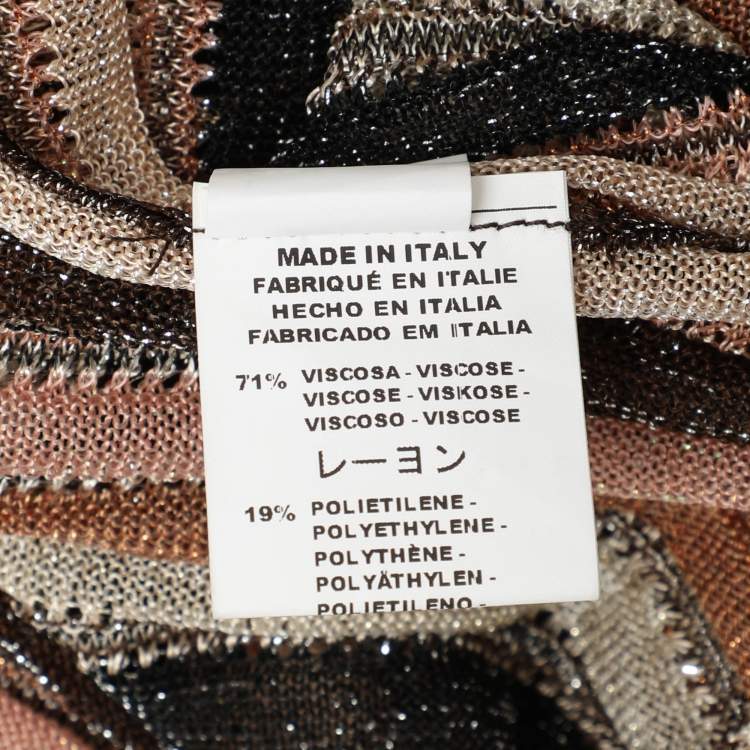 MADE IN ITALY
FABRIQUÉ EN ITALIE
HECHO EN ITALIA
FABRICADO EM ITALIA
71% VISCOSA - VISCOSE -
VISCOSE - VISKOSE -
VISCOSO - VISCOSE
レーヨン
19% POLIETILENE -
POLYETHYLENE -
POLYTHÈNE -
POLYÄTHYLEN -
POLIETILENO -